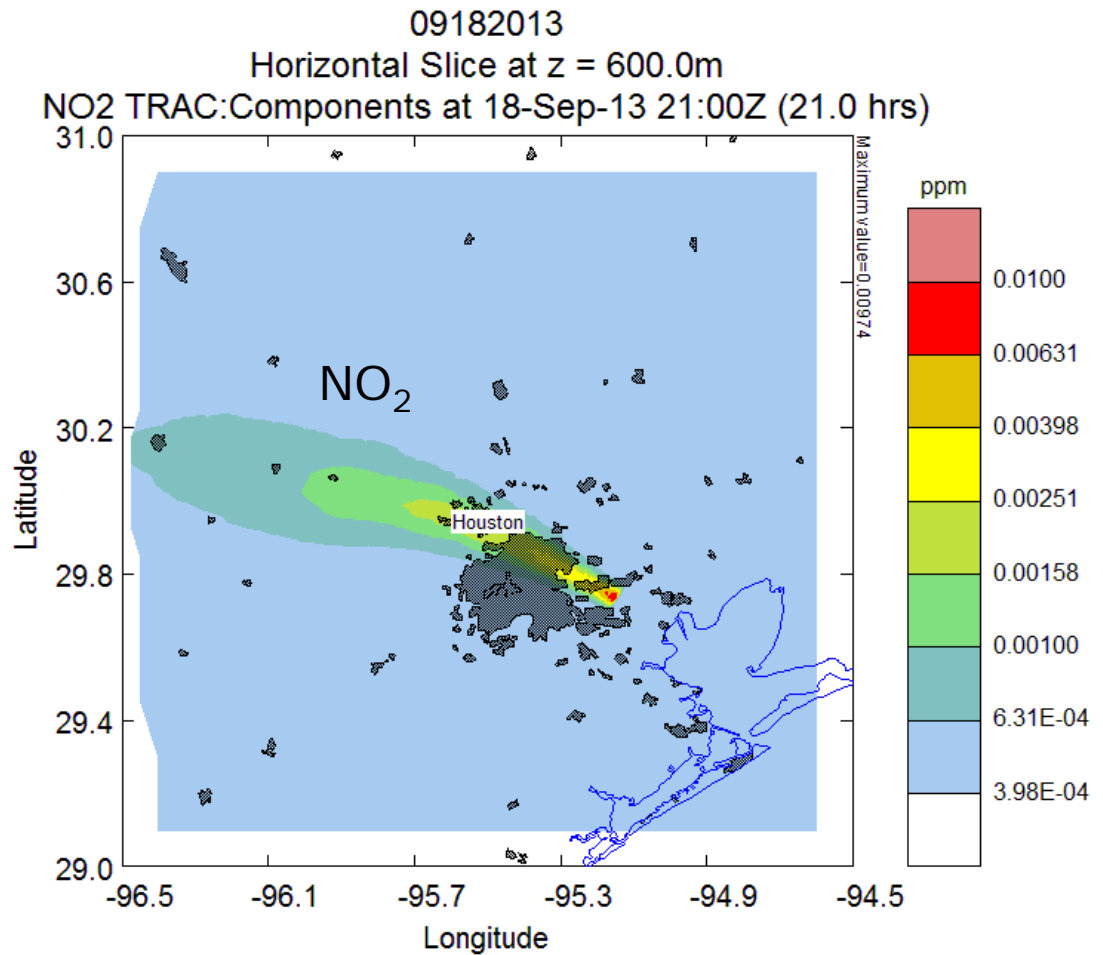 09182013
Horizontal Slice at z = 600.0m
NO2 TRAC:Components at 18-Sep-13 21:00Z (21.0 hrs)
Maximum value=0.00974
ppm
0.0100
0.00631
0.00398
0.00251
0.00158
0.00100
6.31E-04
3.98E-04
NO₂
Houston
Latitude
31.0
30.6
30.2
29.8
29.4
29.0
-96.5 -96.1 -95.7 -95.3 -94.9 -94.5
Longitude